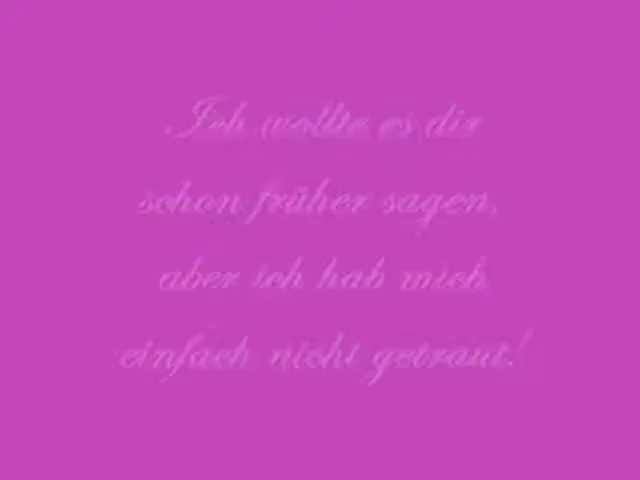 Ich wollte es dir
schon früher sagen,
aber ich hab mich
einfach nicht getraut!